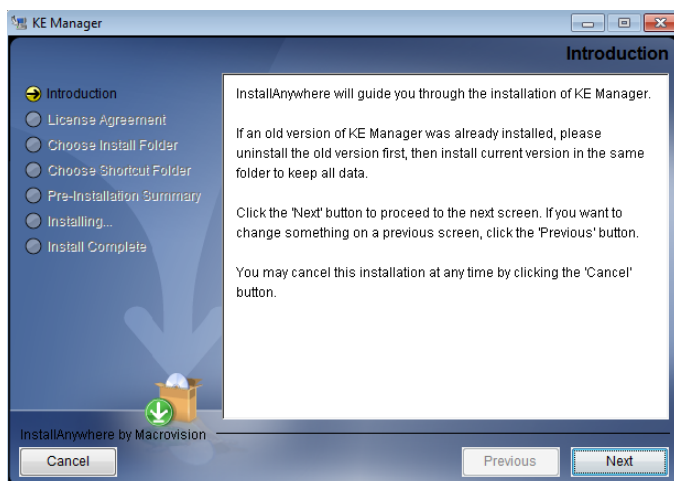 KE Manager
Introduction
Introduction
License Agreement
Choose Install Folder
Choose Shortcut Folder
Pre-Installation Summary
Installing...
Install Complete
InstallAnywhere will guide you through the installation of KE Manager.
If an old version of KE Manager was already installed, please
uninstall the old version first, then install current version in the same
folder to keep all data.
Click the 'Next' button to proceed to the next screen. If you want to
change something on a previous screen, click the 'Previous' button.
You may cancel this installation at any time by clicking the 'Cancel'
button.
InstallAnywhere by Macrovision
Cancel
Previous
Next